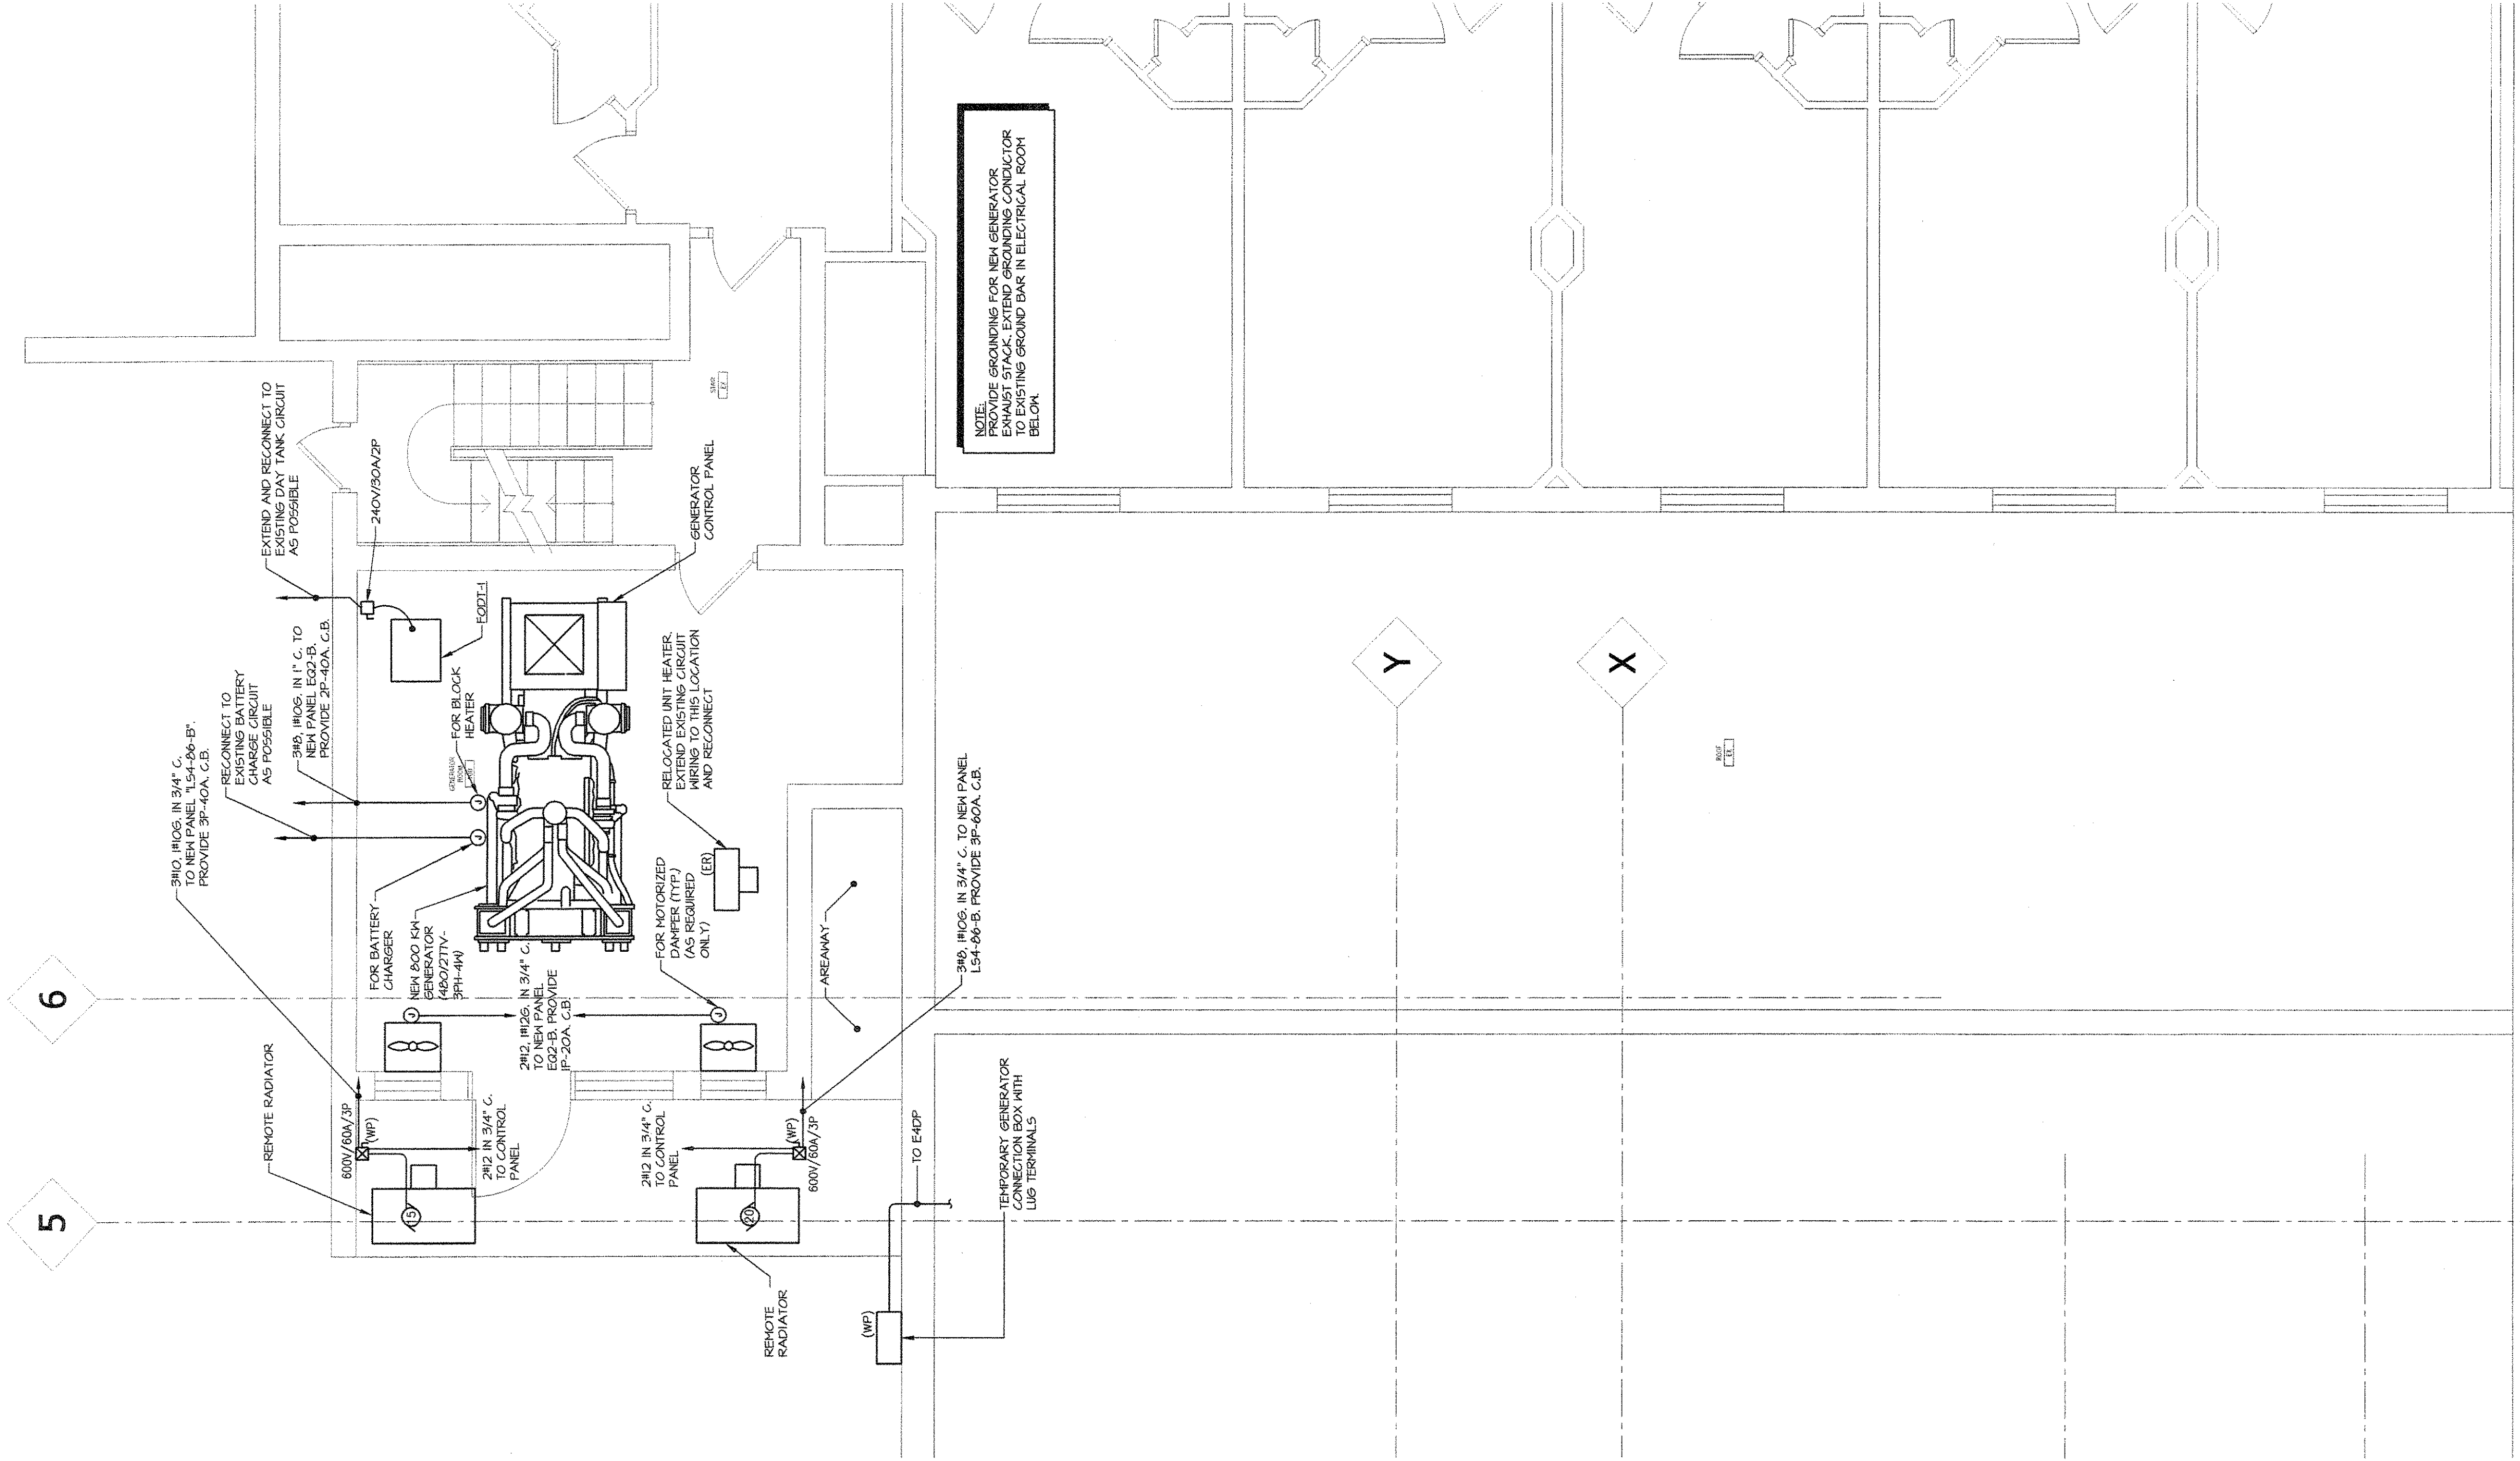 6
5
Y
X
REMOTE RADIATOR
3#10, 1#10G. IN 3/4" C.
TO NEW PANEL "LS4-86-B".
PROVIDE 3P-40A. C.B.
RECONNECT TO
EXISTING BATTERY
CHARGE CIRCUIT
AS POSSIBLE
3#8, 1#10G. IN 1" C. TO
NEW PANEL EQ2-B.
PROVIDE 2P-40A. C.B.
EXTEND AND RECONNECT TO
EXISTING DAY TANK CIRCUIT
AS POSSIBLE
240V/30A/2P
FODT-1
FOR BLOCK
HEATER
GENERATOR
ROOM
J
J
FOR BATTERY
CHARGER
NEW 800 KW
GENERATOR
(480/277V-
3PH-4W)
GENERATOR
CONTROL PANEL
STAIR
EX
600V/60A/3P
(WP)
15
2#12 IN 3/4" C.
TO CONTROL
PANEL
J
2#12, 1#12G. IN 3/4" C.
TO NEW PANEL
EQ2-B. PROVIDE
1P-20A. C.B.
J
FOR MOTORIZED
DAMPER (TYP.)
(AS REQUIRED
ONLY)
(ER)
RELOCATED UNIT HEATER.
EXTEND EXISTING CIRCUIT
WIRING TO THIS LOCATION
AND RECONNECT
2#12 IN 3/4" C.
TO CONTROL
PANEL
20
(WP)
600V/60A/3P
REMOTE
RADIATOR
AREAWAY
3#8, 1#10G. IN 3/4" C. TO NEW PANEL
LS4-86-B. PROVIDE 3P-60A. C.B.
(WP)
TO E4DP
TEMPORARY GENERATOR
CONNECTION BOX WITH
LUG TERMINALS
NOTE:
PROVIDE GROUNDING FOR NEW GENERATOR
EXHAUST STACK. EXTEND GROUNDING CONDUCTOR
TO EXISTING GROUND BAR IN ELECTRICAL ROOM
BELOW.
ROOF
EX